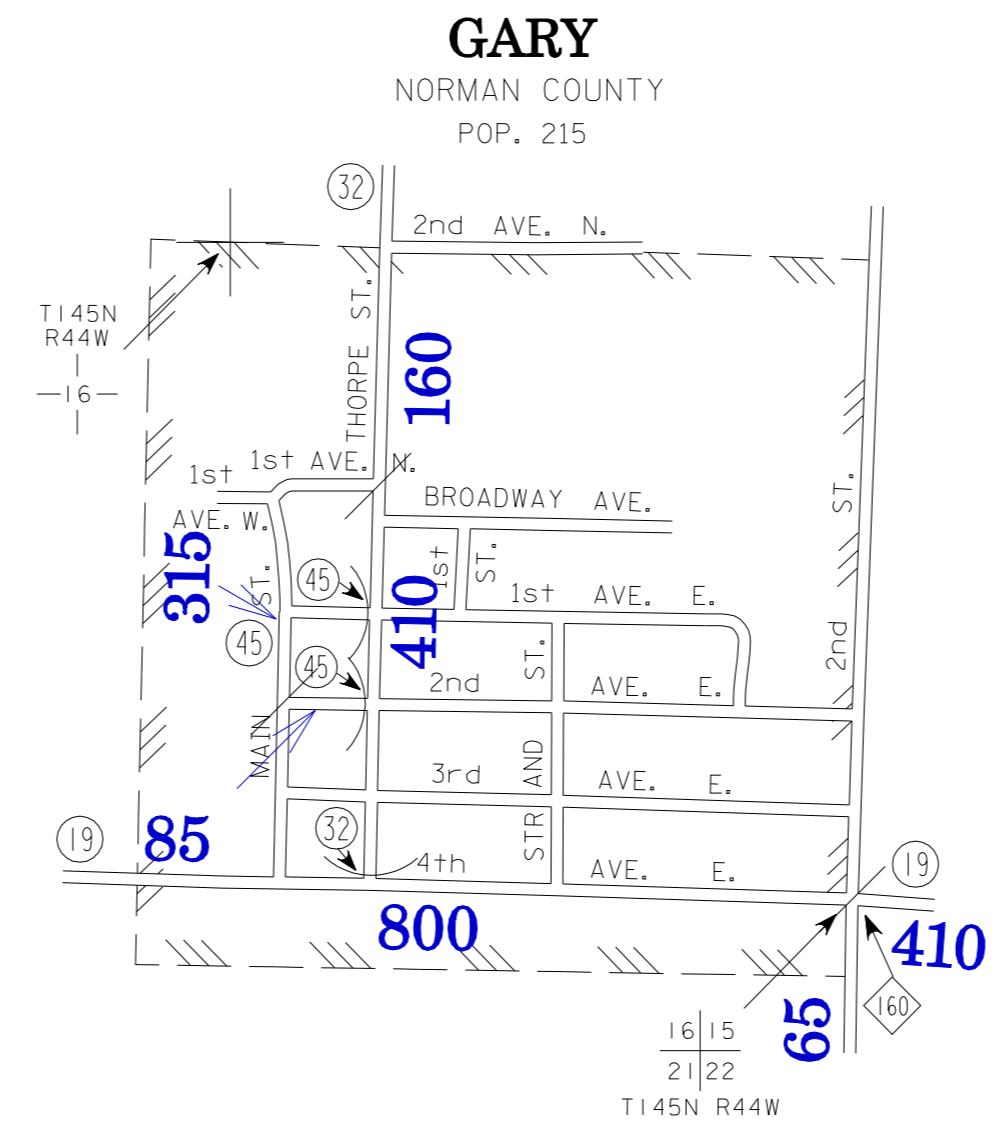 GARY
NORMAN COUNTY
POP. 215
32
2nd AVE. N.
T145N
R44W
16
THORPE ST.
160
1st
1st AVE. N.
AVE. W.
BROADWAY AVE.
315
ST.
45
45
410
1st
ST.
1st AVE. E.
ST.
2nd
45
2nd AVE. E.
ST.
MAIN
3rd AVE. E.
AND
32
STR
19
85
4th AVE. E.
19
800
410
160
65
16 15
21 22
T145N R44W